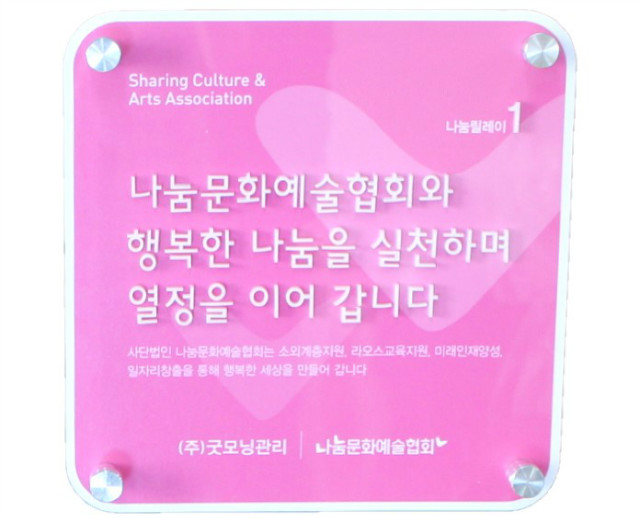 Sharing Culture &
Arts Association
나눔릴레이 1
나눔문화예술협회와
행복한 나눔을 실천하며
열정을 이어 갑니다
사단법인 나눔문화예술협회는 소외계층지원, 라오스교육지원, 미래인재양성,
일자리창출을 통해 행복한 세상을 만들어 갑니다
(주)굿모닝관리 | 나눔문화예술협회